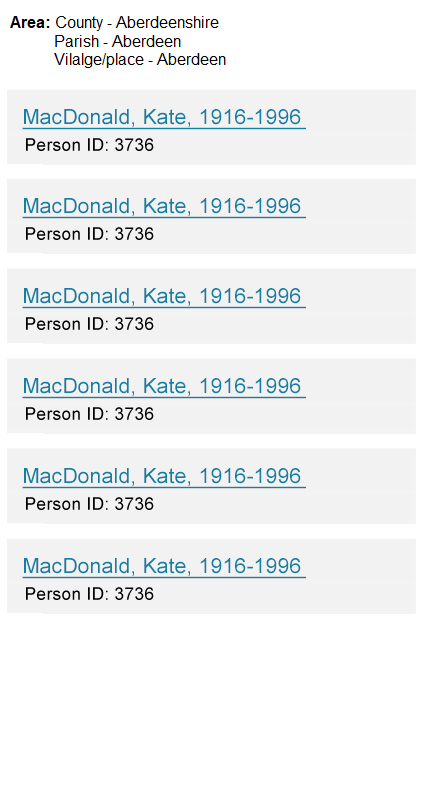 Area: County - Aberdeenshire
Parish - Aberdeen
Vilalge/place - Aberdeen
MacDonald, Kate, 1916-1996
Person ID: 3736
MacDonald, Kate, 1916-1996
Person ID: 3736
MacDonald, Kate, 1916-1996
Person ID: 3736
MacDonald, Kate, 1916-1996
Person ID: 3736
MacDonald, Kate, 1916-1996
Person ID: 3736
MacDonald, Kate, 1916-1996
Person ID: 3736